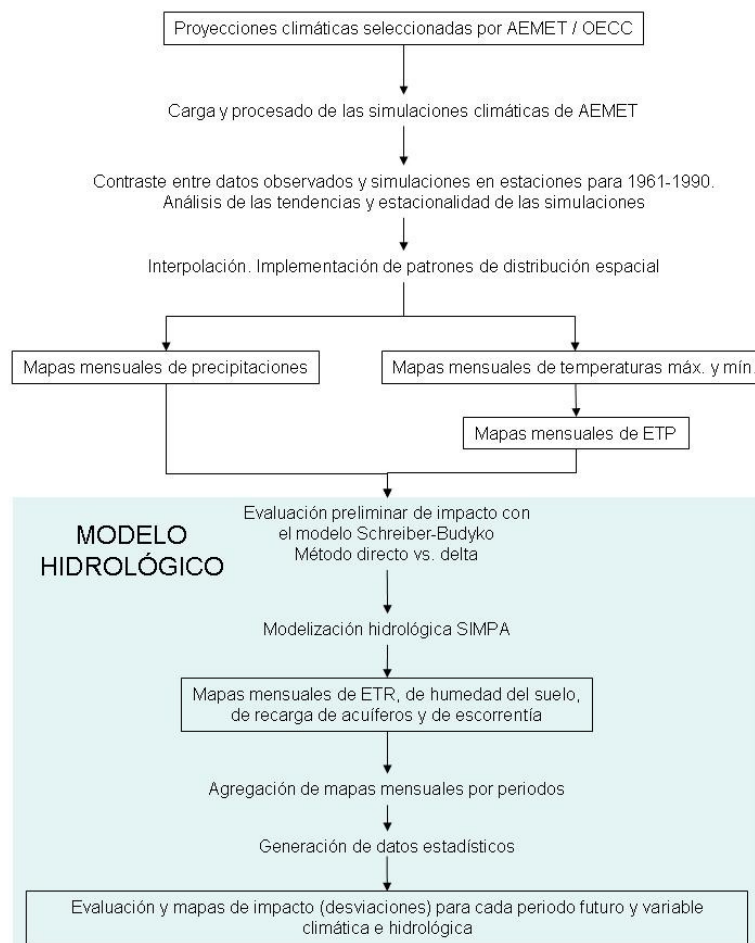 Proyecciones climáticas seleccionadas por AEMET / OECC
Carga y procesado de las simulaciones climáticas de AEMET
Contraste entre datos observados y simulaciones en estaciones para 1961-1990.
Análisis de las tendencias y estacionalidad de las simulaciones
Interpolación. Implementación de patrones de distribución espacial
Mapas mensuales de precipitaciones
Mapas mensuales de temperaturas máx. y mín.
Mapas mensuales de ETP
MODELO
HIDROLÓGICO
Evaluación preliminar de impacto con
el modelo Schreiber-Budyko
Método directo vs. delta
Modelización hidrológica SIMPA
Mapas mensuales de ETR, de humedad del suelo,
de recarga de acuíferos y de escorrentía
Agregación de mapas mensuales por periodos
Generación de datos estadísticos
Evaluación y mapas de impacto (desviaciones) para cada periodo futuro y variable
climática e hidrológica